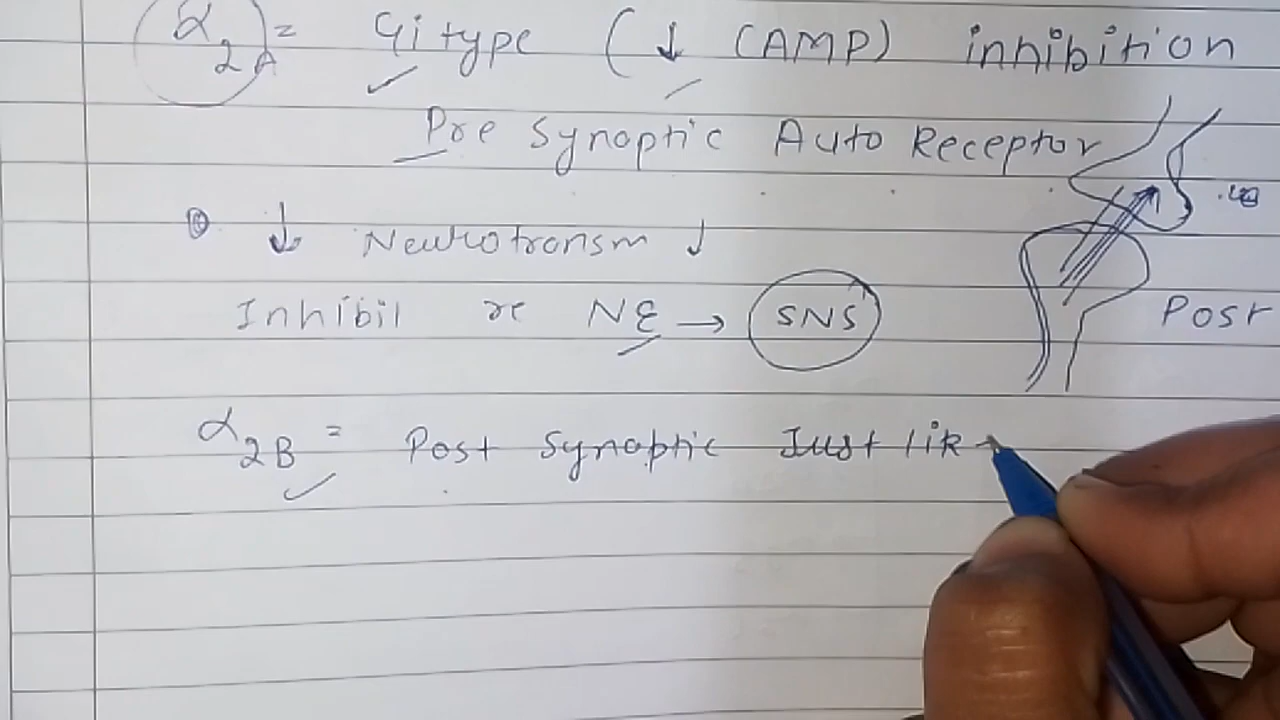 α2A = Gi type (↓ CAMP) inhibition
Pre Synaptic Auto Receptor
↓ Neurotransm ↓
Inhibit re NE → SNS
Post
α2B = Post Synaptic Just lik